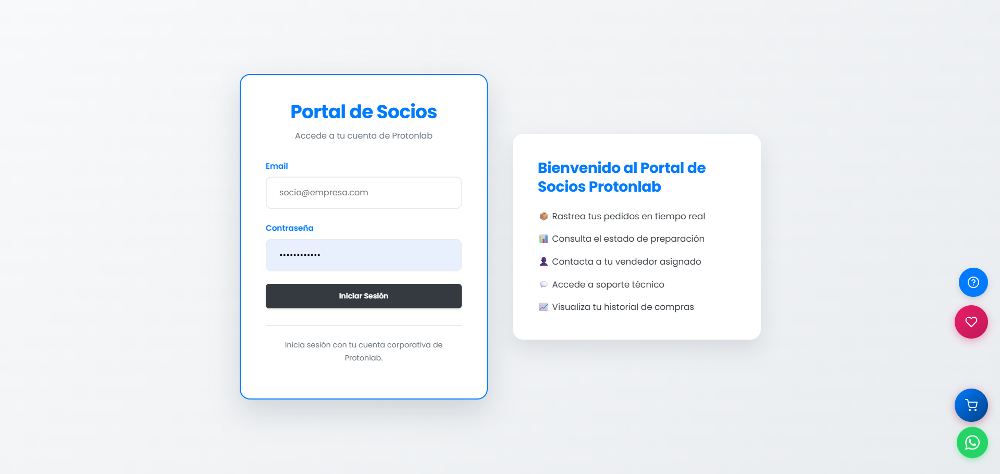 Portal de Socios
Accede a tu cuenta de Protonlab
Email
socio@empresa.com
Contraseña
••••••••••••
Iniciar Sesión
Inicia sesión con tu cuenta corporativa de
Protonlab.
Bienvenido al Portal de
Socios Protonlab
Rastrea tus pedidos en tiempo real
Consulta el estado de preparación
Contacta a tu vendedor asignado
Accede a soporte técnico
Visualiza tu historial de compras